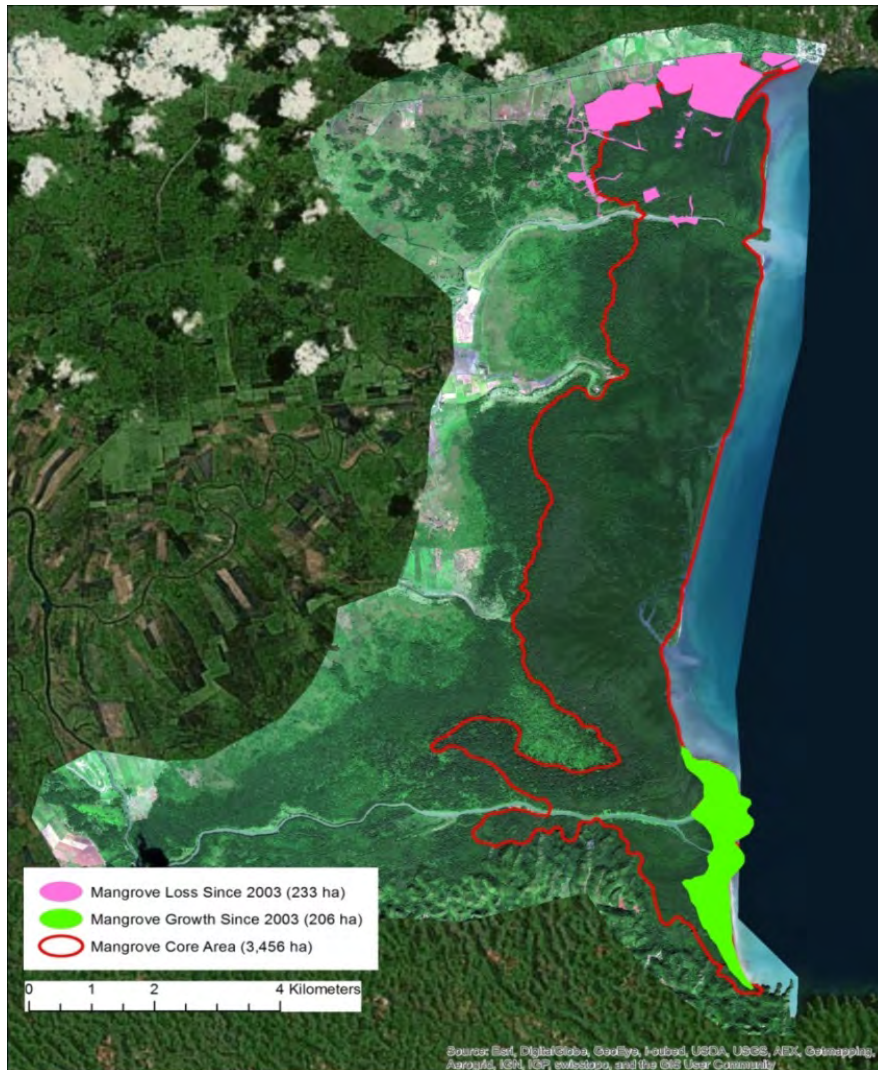 Mangrove Loss Since 2003 (233 ha)
Mangrove Growth Since 2003 (206 ha)
Mangrove Core Area (3,456 ha)
0 1 2 4 Kilometers
Source: Esri, DigitalGlobe, GeoEye, i-cubed, USDA, USGS, AEX, Getmapping,
Aerogrid, IGN, IGP, swisstopo, and the GIS User Community